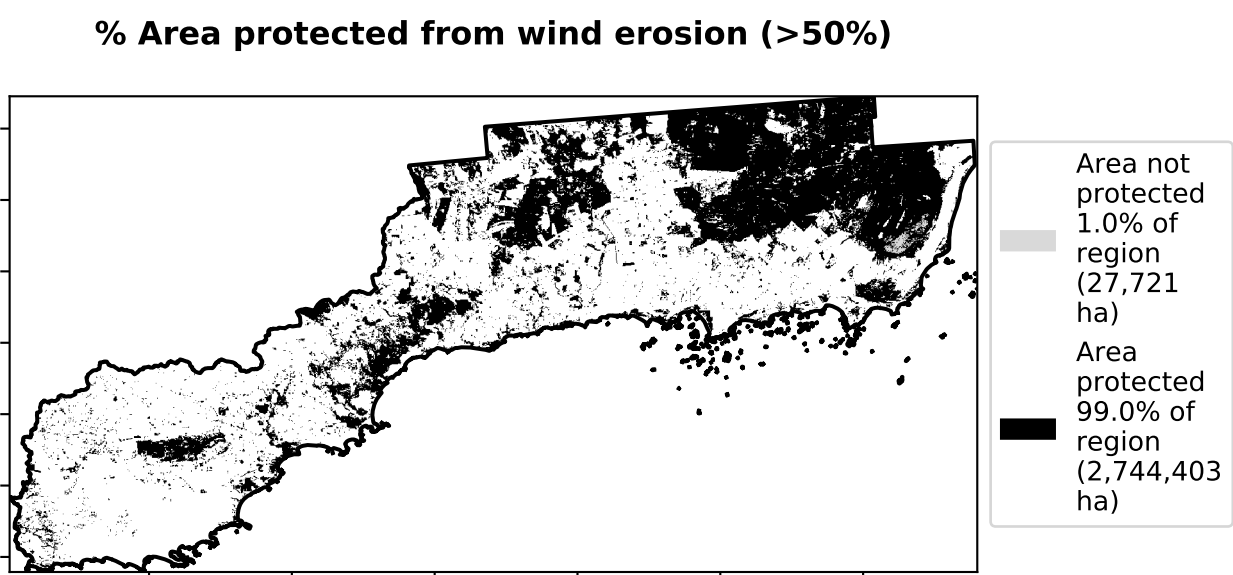 % Area protected from wind erosion (>50%)
Area not
protected
1.0% of
region
(27,721
ha)
Area
protected
99.0% of
region
(2,744,403
ha)